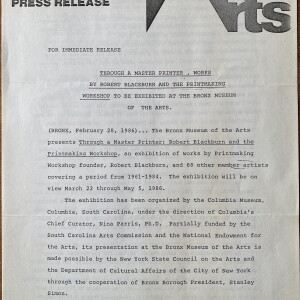 PRESS RELEASE
Arts
FOR IMMEDIATE RELEASE
THROUGH A MASTER PRINTER , WORKS
BY ROBERT BLACKBURN AND THE PRINTMAKING
WORKSHOP TO BE EXHIBITED AT THE BRONX MUSEUM
OF THE ARTS.
(BRONX, February 26, 1986)... The Bronx Museum of the Arts
presents Through a Master Printer: Robert Blackburn and the
Printmaking Workshop, an exhibition of works by Printmaking
Workshop founder, Robert Blackburn, and 68 other member artists
covering a period from 1961-1984. The exhibition will be on
view March 22 through May 5, 1986.
The exhibition has been organized by the Columbia Museum,
Columbia, South Carolina, under the direction of Columbia's
Chief Curator, Nina Parris, PH.D. Partially funded by the
South Carolina Arts Commission and the National Endowment for
the Arts, its presentation at the Bronx Museum of the Arts is
made possible by the New York State Council on the Arts and
the Department of Cultural Affairs of the City of New York
through the cooperation of Bronx Borough President, Stanley
Simon.